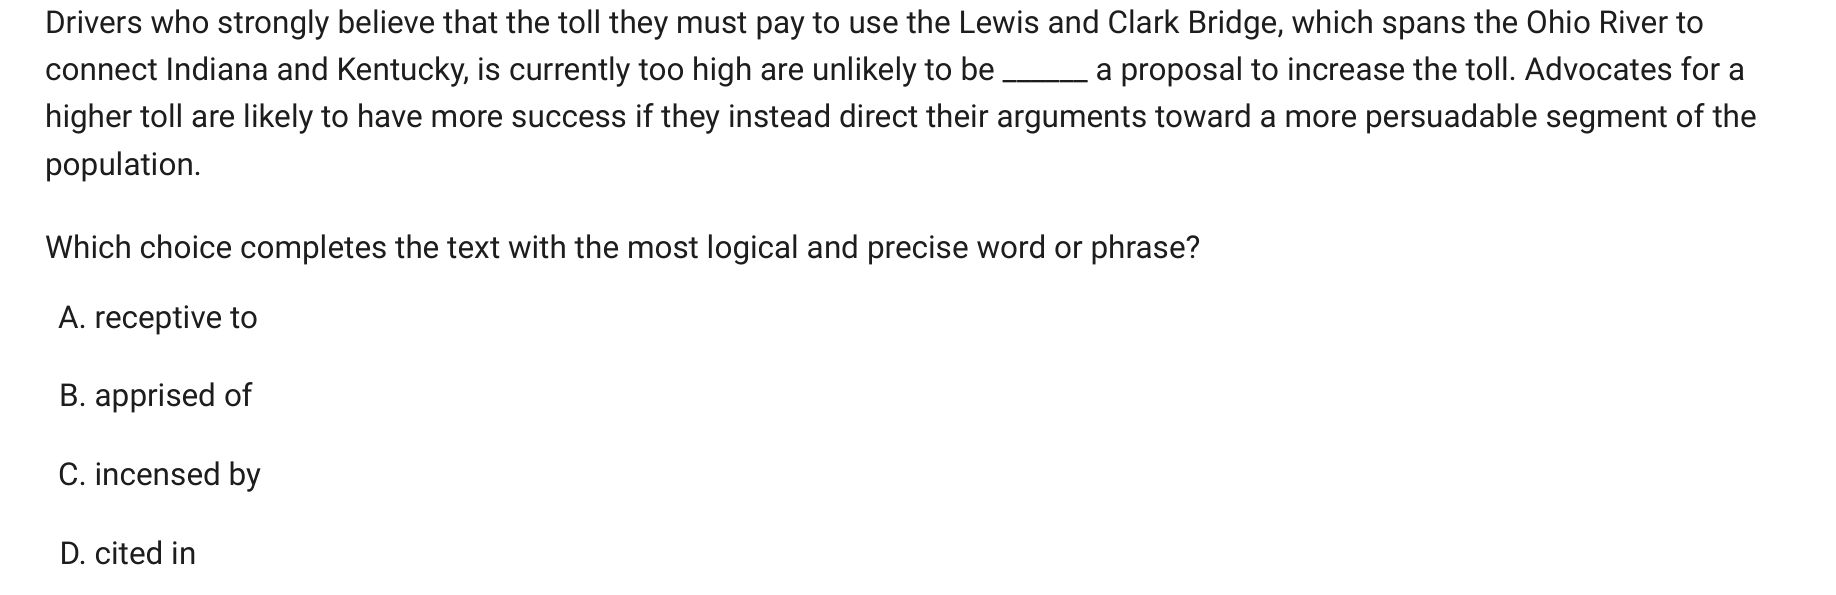 Drivers who strongly believe that the toll they must pay to use the Lewis and Clark Bridge, which spans the Ohio River to
connect Indiana and Kentucky, is currently too high are unlikely to be ______ a proposal to increase the toll. Advocates for a
higher toll are likely to have more success if they instead direct their arguments toward a more persuadable segment of the
population.
Which choice completes the text with the most logical and precise word or phrase?
A. receptive to
B. apprised of
C. incensed by
D. cited in